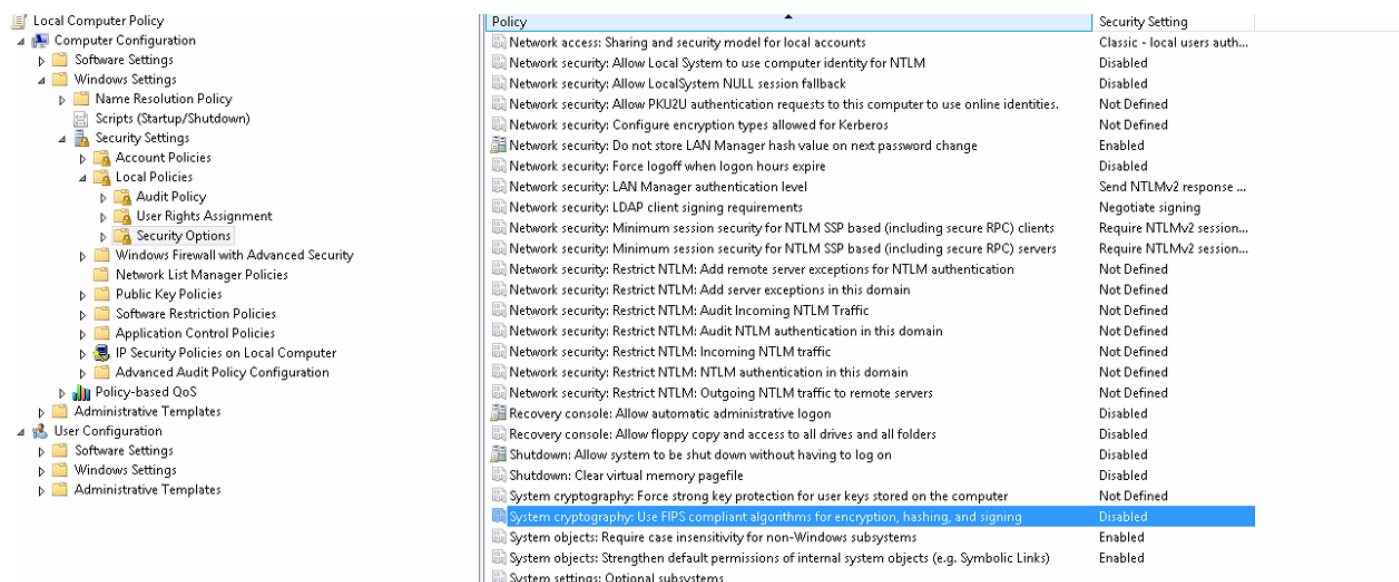 Local Computer Policy
Computer Configuration
Software Settings
Windows Settings
Name Resolution Policy
Scripts (Startup/Shutdown)
Security Settings
Account Policies
Local Policies
Audit Policy
User Rights Assignment
Security Options
Windows Firewall with Advanced Security
Network List Manager Policies
Public Key Policies
Software Restriction Policies
Application Control Policies
IP Security Policies on Local Computer
Advanced Audit Policy Configuration
Policy-based QoS
Administrative Templates
User Configuration
Software Settings
Windows Settings
Administrative Templates
Policy Security Setting
Network access: Sharing and security model for local accounts Classic - local users auth...
Network security: Allow Local System to use computer identity for NTLM Disabled
Network security: Allow LocalSystem NULL session fallback Disabled
Network security: Allow PKU2U authentication requests to this computer to use online identities. Not Defined
Network security: Configure encryption types allowed for Kerberos Not Defined
Network security: Do not store LAN Manager hash value on next password change Enabled
Network security: Force logoff when logon hours expire Disabled
Network security: LAN Manager authentication level Send NTLMv2 response ...
Network security: LDAP client signing requirements Negotiate signing
Network security: Minimum session security for NTLM SSP based (including secure RPC) clients Require NTLMv2 session...
Network security: Minimum session security for NTLM SSP based (including secure RPC) servers Require NTLMv2 session...
Network security: Restrict NTLM: Add remote server exceptions for NTLM authentication Not Defined
Network security: Restrict NTLM: Add server exceptions in this domain Not Defined
Network security: Restrict NTLM: Audit Incoming NTLM Traffic Not Defined
Network security: Restrict NTLM: Audit NTLM authentication in this domain Not Defined
Network security: Restrict NTLM: Incoming NTLM traffic Not Defined
Network security: Restrict NTLM: NTLM authentication in this domain Not Defined
Network security: Restrict NTLM: Outgoing NTLM traffic to remote servers Not Defined
Recovery console: Allow automatic administrative logon Disabled
Recovery console: Allow floppy copy and access to all drives and all folders Disabled
Shutdown: Allow system to be shut down without having to log on Disabled
Shutdown: Clear virtual memory pagefile Disabled
System cryptography: Force strong key protection for user keys stored on the computer Not Defined
System cryptography: Use FIPS compliant algorithms for encryption, hashing, and signing Disabled
System objects: Require case insensitivity for non-Windows subsystems Enabled
System objects: Strengthen default permissions of internal system objects (e.g. Symbolic Links) Enabled
System settings: Optional subsystems